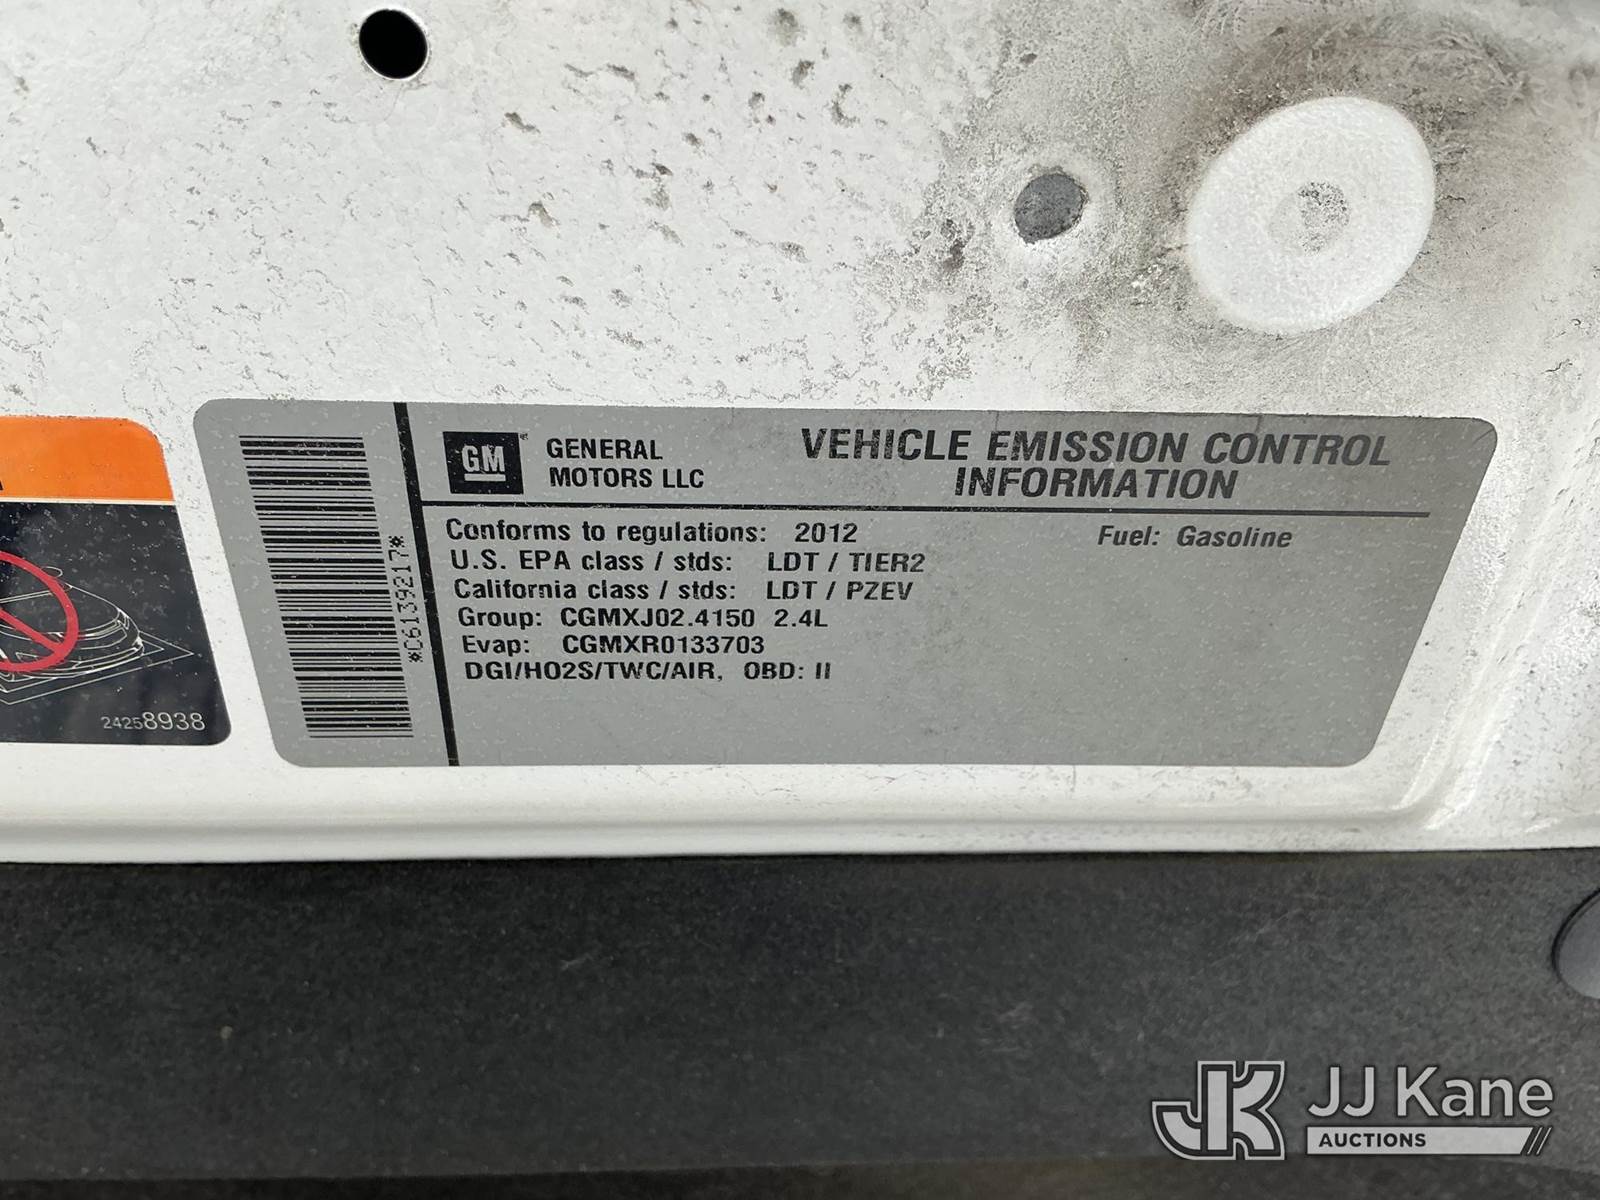 GM GENERAL
MOTORS LLC
VEHICLE EMISSION CONTROL
INFORMATION
Conforms to regulations: 2012
Fuel: Gasoline
U.S. EPA class / stds: LDT / TIER2
California class / stds: LDT / PZEV
Group: CGMXJ02.4150 2.4L
Evap: CGMXR0133703
DGI/HO2S/TWC/AIR, OBD: II
*C6139217*
24258938
JK JJ Kane
AUCTIONS